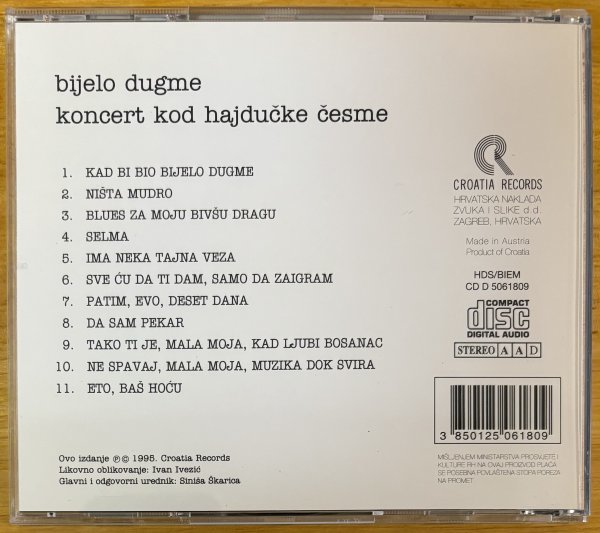 bijelo dugme
koncert kod hajdučke česme
1. KAD BI BIO BIJELO DUGME
2. NIŠTA MUDRO
3. BLUES ZA MOJU BIVŠU DRAGU
4. SELMA
5. IMA NEKA TAJNA VEZA
6. SVE ĆU DA TI DAM, SAMO DA ZAIGRAM
7. PATIM, EVO, DESET DANA
8. DA SAM PEKAR
9. TAKO TI JE, MALA MOJA, KAD LJUBI BOSANAC
10. NE SPAVAJ, MALA MOJA, MUZIKA DOK SVIRA
11. ETO, BAŠ HOĆU
Ovo izdanje ℗ © 1995. Croatia Records
Likovno oblikovanje: Ivan Ivezić
Glavni i odgovorni urednik: Siniša Škarica
CROATIA RECORDS
HRVATSKA NAKLADA
ZVUKA I SLIKE d.d.
ZAGREB, HRVATSKA
Made in Austria
Product of Croatia
HDS/BIEM
CD D 5061809
COMPACT
disc
DIGITAL AUDIO
STEREO A A D
3 850125 061809
MIŠLJENJEM MINISTARSTVA PROSVJETE I
KULTURE RH NA OVAJ PROIZVOD PLAĆA
SE POSEBNA POVLAŠTENA STOPA POREZA
NA PROMET